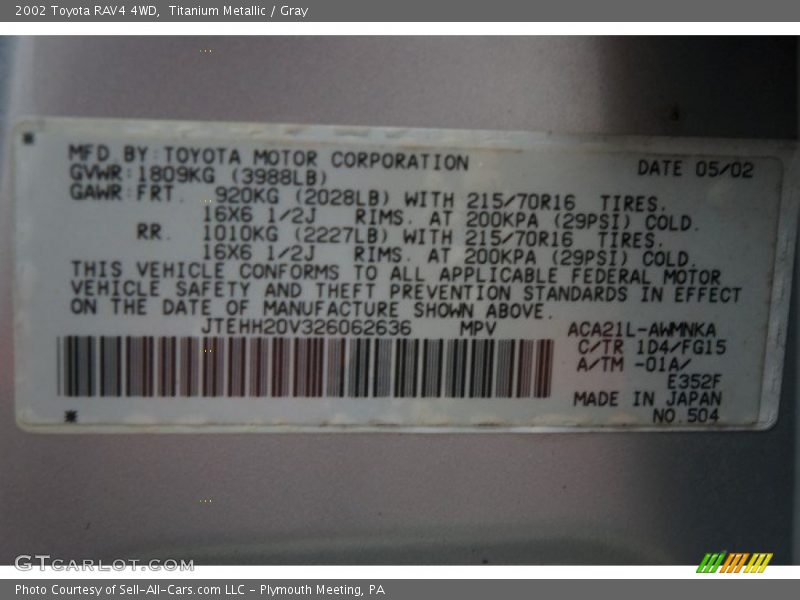 2002 Toyota RAV4 4WD,  Titanium Metallic / Gray
MFD BY:TOYOTA MOTOR CORPORATION DATE 05/02
GVWR:1809KG (3988LB)
GAWR:FRT. 920KG (2028LB) WITH 215/70R16 TIRES.
16X6 1/2J RIMS. AT 200KPA (29PSI) COLD.
RR. 1010KG (2227LB) WITH 215/70R16 TIRES.
16X6 1/2J RIMS. AT 200KPA (29PSI) COLD.
THIS VEHICLE CONFORMS TO ALL APPLICABLE FEDERAL MOTOR
VEHICLE SAFETY AND THEFT PREVENTION STANDARDS IN EFFECT
ON THE DATE OF MANUFACTURE SHOWN ABOVE.
JTEHH20V326062636 MPV ACA21L-AWMNKA
C/TR 1D4/FG15
A/TM -01A/
E352F
MADE IN JAPAN
NO.504
GTCARLOT.COM
Photo Courtesy of Sell-All-Cars.com LLC - Plymouth Meeting, PA